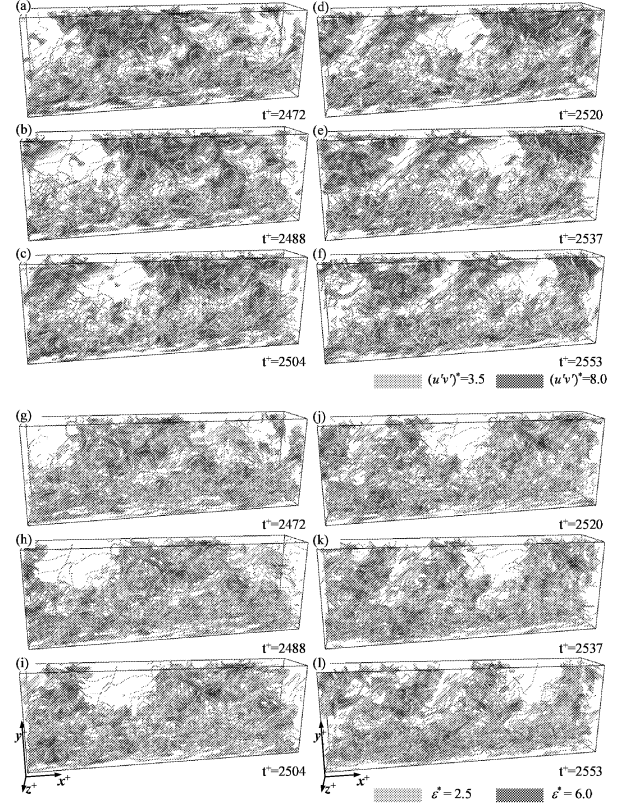 (a)
t+=2472
(d)
t+=2520
(b)
t+=2488
(e)
t+=2537
(c)
t+=2504
(f)
t+=2553
(u'v')*=3.5 (u'v')*=8.0
(g)
t+=2472
(j)
t+=2520
(h)
t+=2488
(k)
t+=2537
(i)
y+
z+
x+
t+=2504
(l)
y+
z+
x+
t+=2553
ε* = 2.5 ε* = 6.0